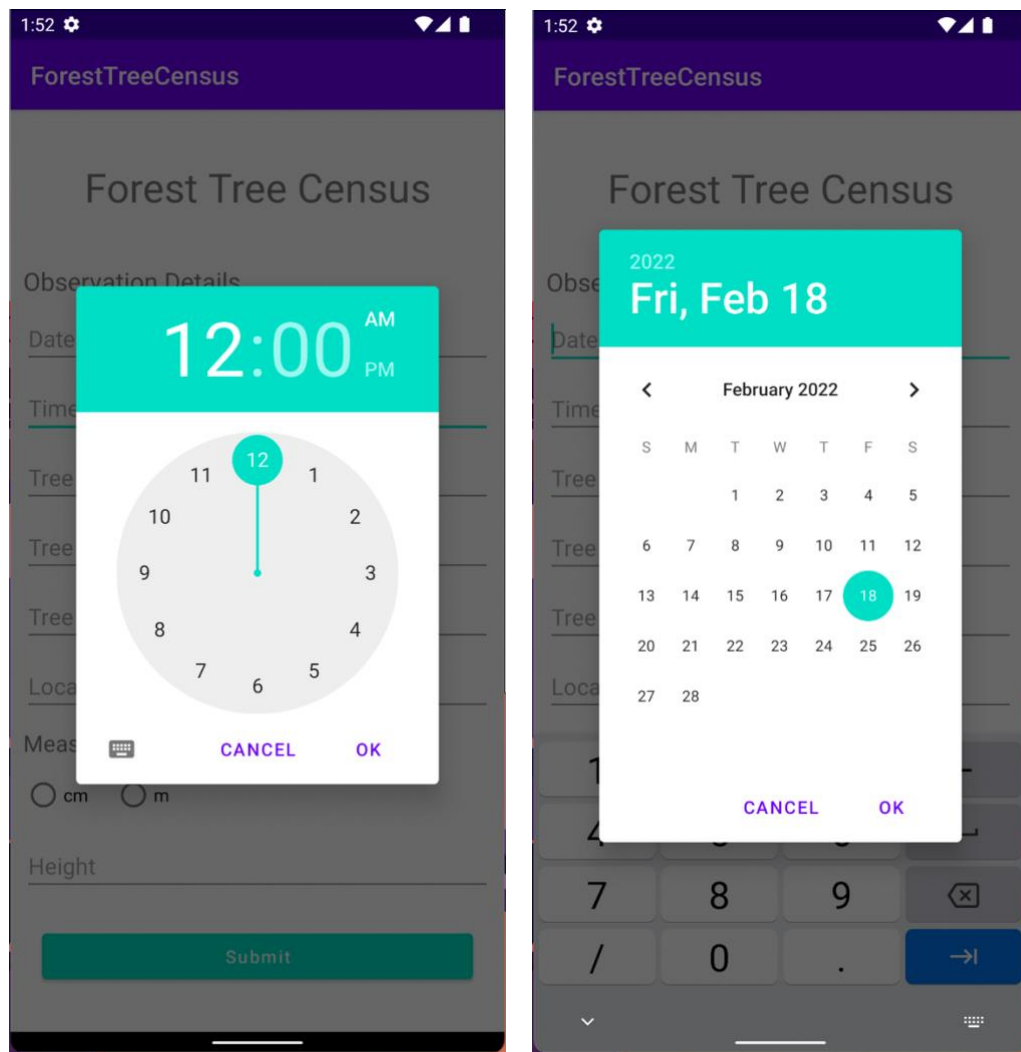 1:52
ForestTreeCensus
Forest Tree Census
Observation Details
Date
12:00
AM
PM
Time
12
11 1
10 2
Tree
9 3
Tree
8 4
Tree
7 5
6
Loca
Meas
CANCEL OK
cm m
Height
Submit
1:52
ForestTreeCensus
Forest Tree Census
2022
Obse
Fri, Feb 18
Date
February 2022
Time
S M T W T F S
Tree
1 2 3 4 5
Tree
6 7 8 9 10 11 12
13 14 15 16 17 18 19
Tree
20 21 22 23 24 25 26
Loca
27 28
1 -
CANCEL OK
4
7 8 9
/ 0 .